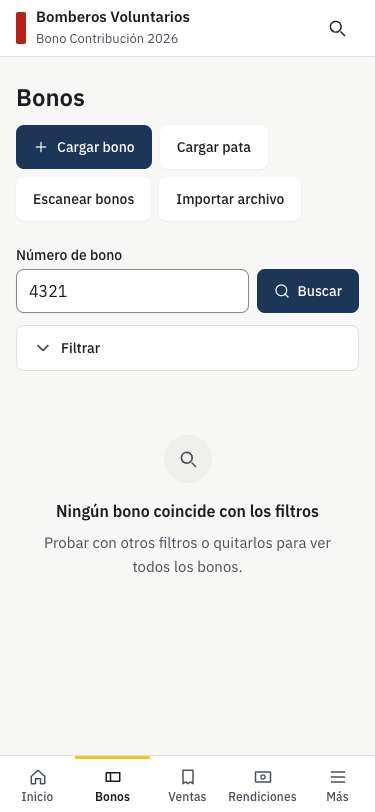 Bomberos Voluntarios
Bono Contribución 2026
Bonos
Cargar bono
Cargar pata
Escanear bonos
Importar archivo
Número de bono
4321
Buscar
Filtrar
Ningún bono coincide con los filtros
Probar con otros filtros o quitarlos para ver
todos los bonos.
Inicio
Bonos
Ventas
Rendiciones
Más